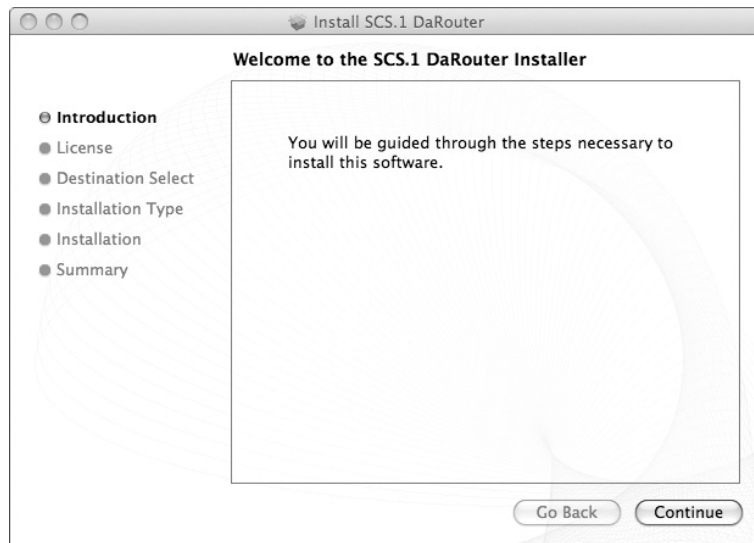 Install SCS.1 DaRouter
Welcome to the SCS.1 DaRouter Installer
Introduction
License
Destination Select
Installation Type
Installation
Summary
You will be guided through the steps necessary to
install this software.
Go Back
Continue